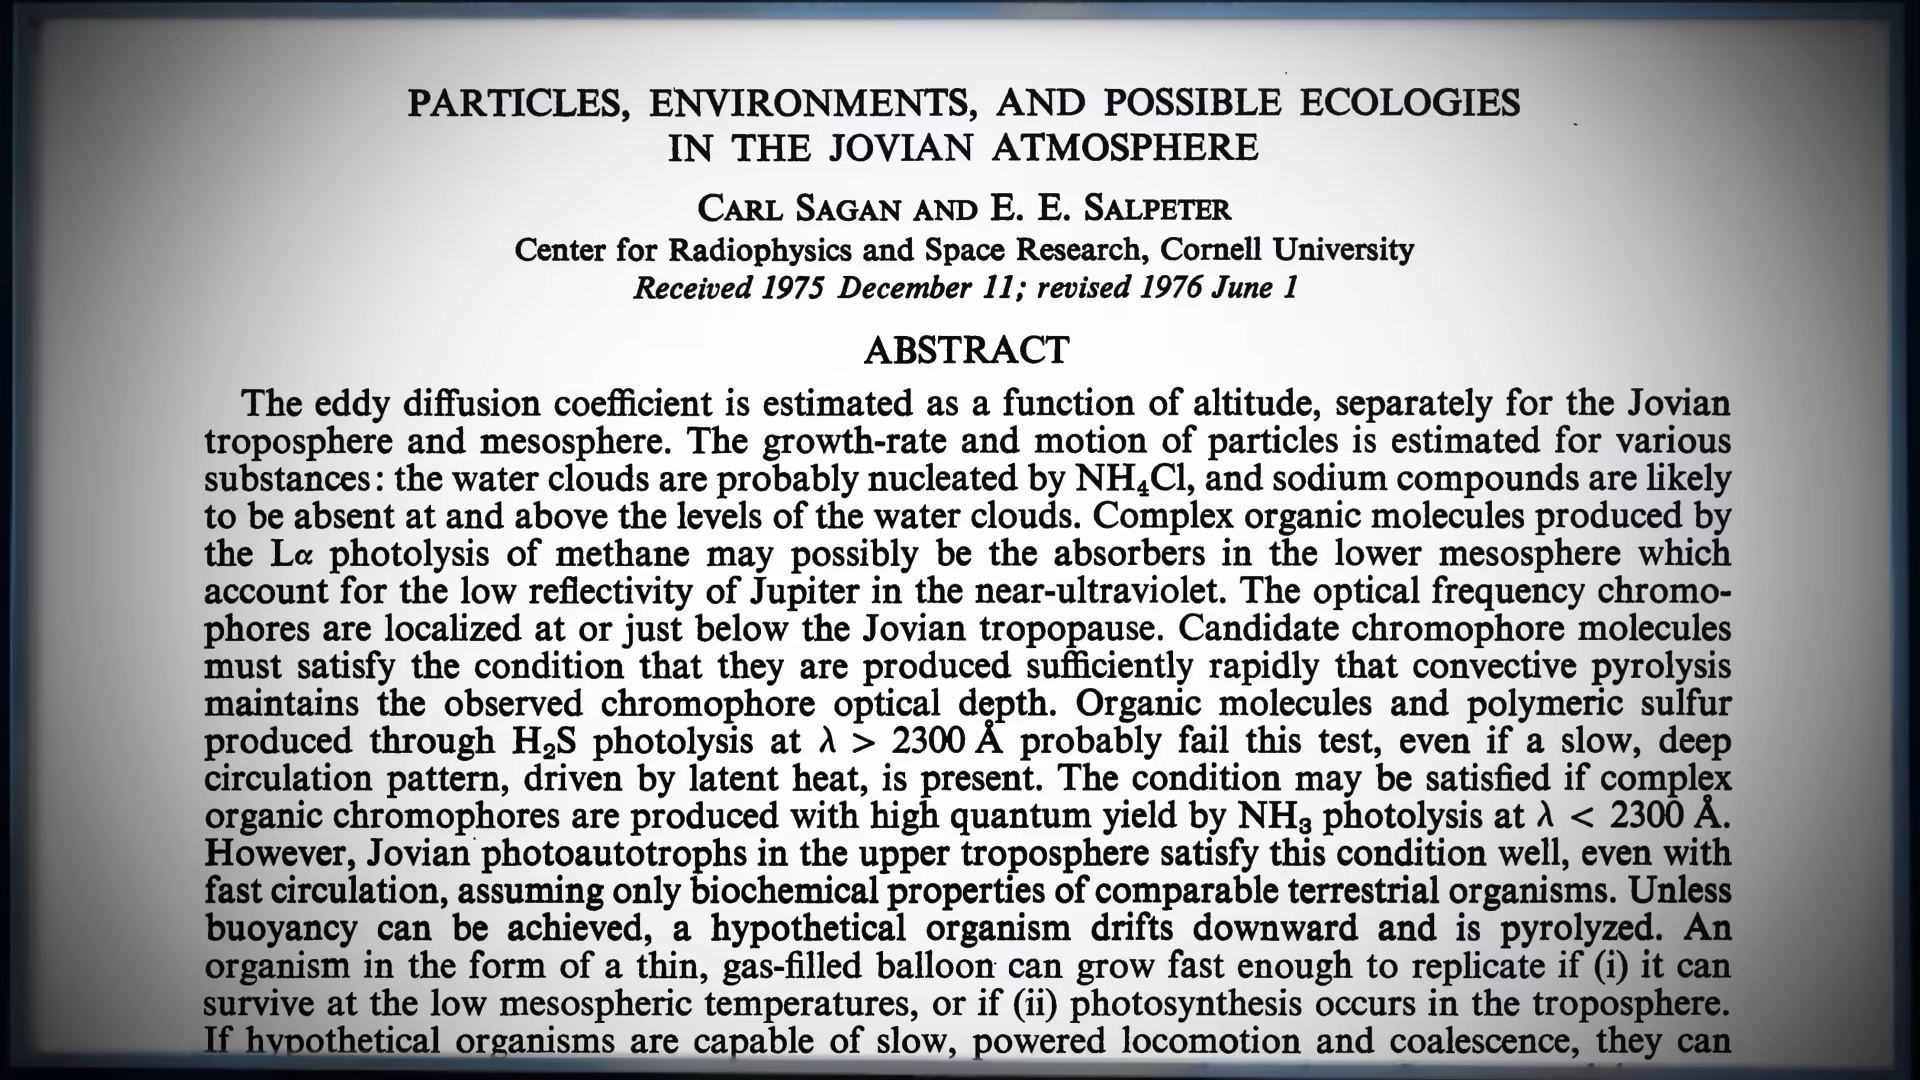 PARTICLES, ENVIRONMENTS, AND POSSIBLE ECOLOGIES
IN THE JOVIAN ATMOSPHERE
CARL SAGAN AND E. E. SALPETER
Center for Radiophysics and Space Research, Cornell University
Received 1975 December 11; revised 1976 June 1
ABSTRACT
The eddy diffusion coefficient is estimated as a function of altitude, separately for the Jovian
troposphere and mesosphere. The growth-rate and motion of particles is estimated for various
substances: the water clouds are probably nucleated by NH₄Cl, and sodium compounds are likely
to be absent at and above the levels of the water clouds. Complex organic molecules produced by
the Lα photolysis of methane may possibly be the absorbers in the lower mesosphere which
account for the low reflectivity of Jupiter in the near-ultraviolet. The optical frequency chromo-
phores are localized at or just below the Jovian tropopause. Candidate chromophore molecules
must satisfy the condition that they are produced sufficiently rapidly that convective pyrolysis
maintains the observed chromophore optical depth. Organic molecules and polymeric sulfur
produced through H₂S photolysis at λ > 2300 Å probably fail this test, even if a slow, deep
circulation pattern, driven by latent heat, is present. The condition may be satisfied if complex
organic chromophores are produced with high quantum yield by NH₃ photolysis at λ < 2300 Å.
However, Jovian photoautotrophs in the upper troposphere satisfy this condition well, even with
fast circulation, assuming only biochemical properties of comparable terrestrial organisms. Unless
buoyancy can be achieved, a hypothetical organism drifts downward and is pyrolyzed. An
organism in the form of a thin, gas-filled balloon can grow fast enough to replicate if (i) it can
survive at the low mesospheric temperatures, or if (ii) photosynthesis occurs in the troposphere.
If hypothetical organisms are capable of slow, powered locomotion and coalescence, they can